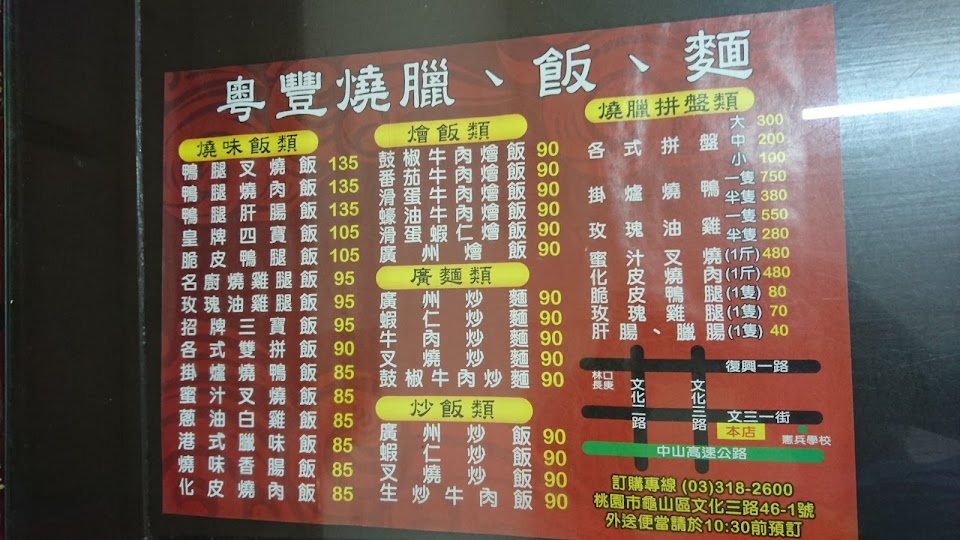 粵豐燒臘、飯、麵
燒味飯類
鴨腿叉燒飯 135
鴨腿燒肉飯 135
鴨腿肝腸飯 135
皇牌四寶飯 105
脆皮鴨腿飯 105
名廚燒雞腿飯 95
玫瑰油雞腿飯 95
招牌三寶飯 95
各式雙拼飯 90
掛爐燒鴨飯 85
蜜汁叉燒飯 85
蔥油白雞飯 85
港式臘味飯 85
燒味香腸飯 85
化皮燒肉飯 85
燴飯類
鼓椒牛肉燴飯 90
番茄牛肉燴飯 90
滑蛋牛肉燴飯 90
蠔油牛肉燴飯 90
滑蛋蝦仁燴飯 90
廣州燴飯 90
廣麵類
廣州炒麵 90
蝦仁炒麵 90
牛肉炒麵 90
叉燒炒麵 90
鼓椒牛肉炒麵 90
炒飯類
廣州炒飯 90
蝦仁炒飯 90
叉燒炒飯 90
生炒牛肉飯 90
燒臘拼盤類
各式拼盤 大 300
中 200
小 100
掛爐燒鴨 一隻 750
半隻 380
玫瑰油雞 一隻 550
半隻 280
蜜汁叉燒 (1斤) 480
化皮燒肉 (1斤) 480
脆皮鴨腿 (1隻) 80
玫瑰雞腿 (1隻) 70
肝腸、臘腸 (1隻) 40
復興一路
林口
長庚
文化二路
文化三路
文三一街
本店
憲兵學校
中山高速公路
訂購專線 (03)318-2600
桃園市龜山區文化三路46-1號
外送便當請於10:30前預訂